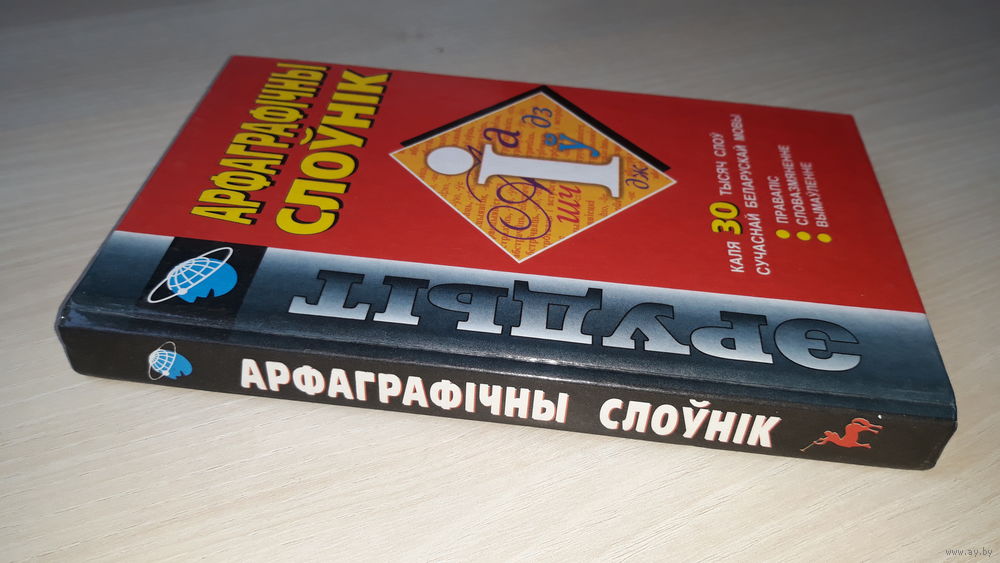 АРФАГРАФІЧНЫ
СЛОЎНІК
а
дз
ў
І
шч
дж
КАЛЯ 30 ТЫСЯЧ СЛОЎ
СУЧАСНАЙ БЕЛАРУСКАЙ МОВЫ
ПРАВАПІС
СЛОВАЗМЯНЕННЕ
ВЫМАЎЛЕННЕ
ЭРУДЫТ
АРФАГРАФІЧНЫ СЛОЎНІК
www.ay.by